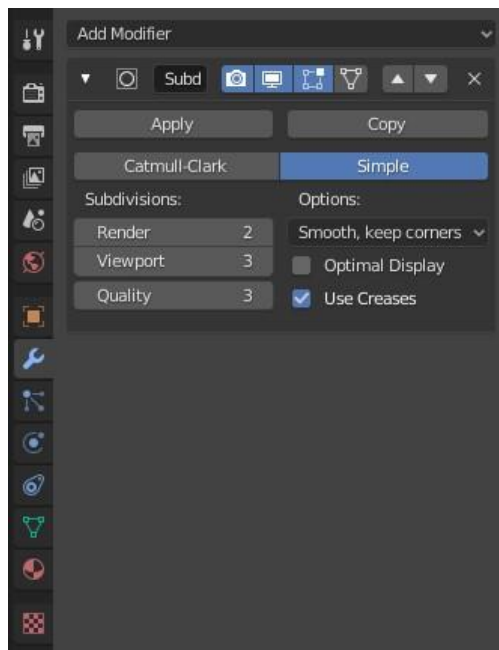 Add Modifier
Subd
Apply Copy
Catmull-Clark Simple
Subdivisions: Options:
Render 2 Smooth, keep corners
Viewport 3 Optimal Display
Quality 3 Use Creases